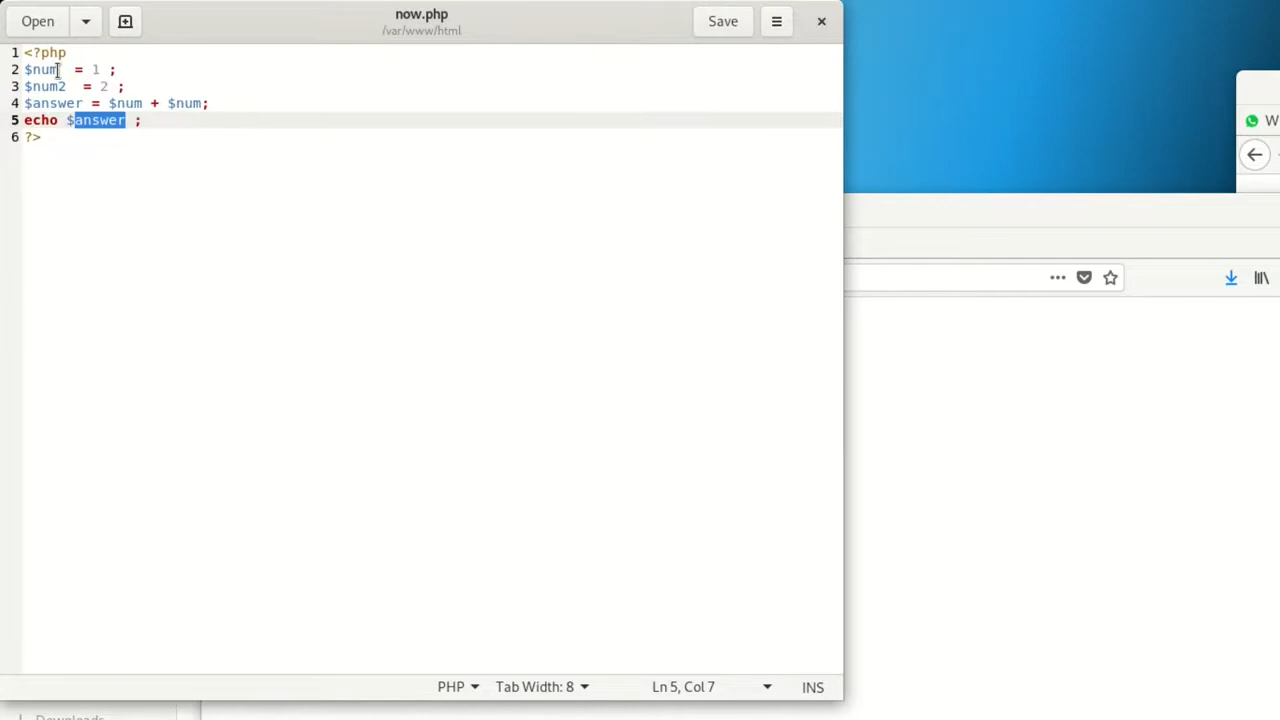 Open
now.php
/var/www/html
Save
1 <?php
2 $num = 1 ;
3 $num2 = 2 ;
4 $answer = $num + $num;
5 echo $answer ;
6 ?>
W
PHP
Tab Width: 8
Ln 5, Col 7
INS
Downloads